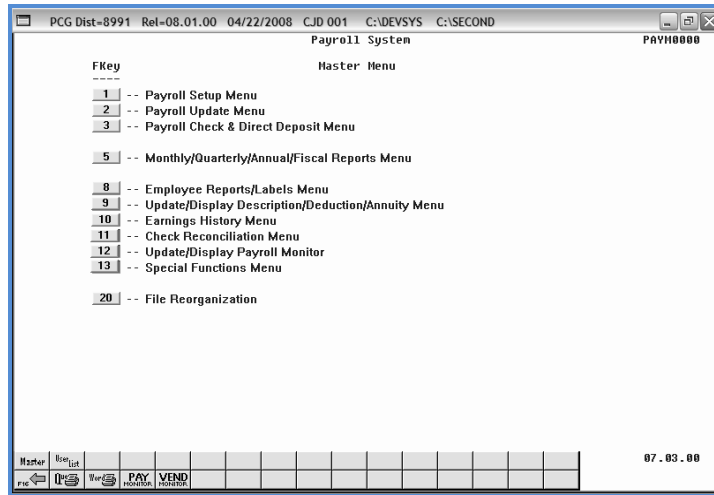 PCG Dist=8991 Rel=08.01.00 04/22/2008 CJD 001 C:\DEVSYS C:\SECOND
Payroll System PAYM0000
FKey Master Menu
----
1 -- Payroll Setup Menu
2 -- Payroll Update Menu
3 -- Payroll Check & Direct Deposit Menu
5 -- Monthly/Quarterly/Annual/Fiscal Reports Menu
8 -- Employee Reports/Labels Menu
9 -- Update/Display Description/Deduction/Annuity Menu
10 -- Earnings History Menu
11 -- Check Reconciliation Menu
12 -- Update/Display Payroll Monitor
13 -- Special Functions Menu
20 -- File Reorganization
Master User List 07.03.00
F16 Que Word PAY MONITOR VEND MONITOR